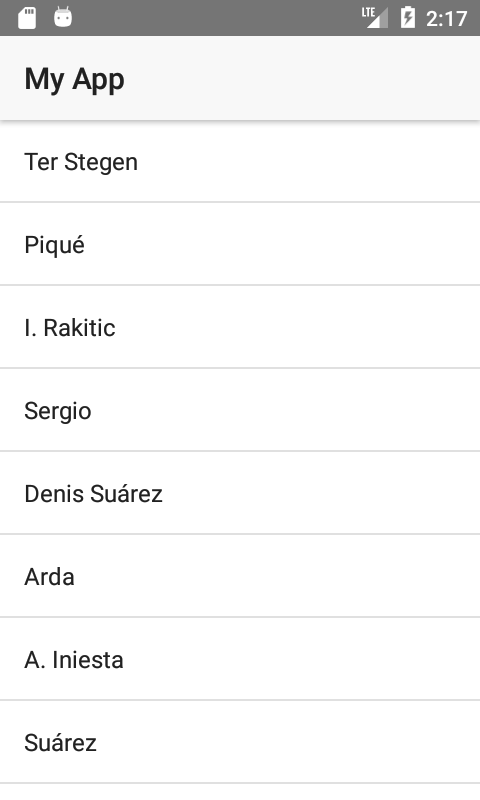 LTE 2:17
My App
Ter Stegen
Piqué
I. Rakitic
Sergio
Denis Suárez
Arda
A. Iniesta
Suárez